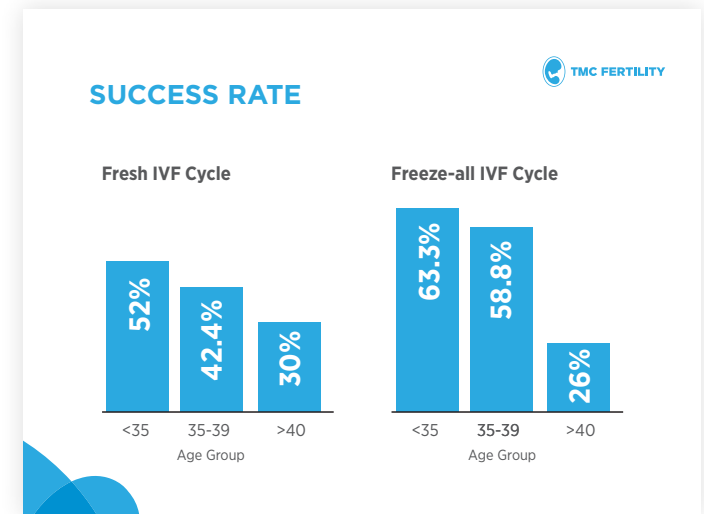 TMC FERTILITY
SUCCESS RATE
Fresh IVF Cycle
52%
42.4%
30%
<35 35-39 >40
Age Group
Freeze-all IVF Cycle
63.3%
58.8%
26%
<35 35-39 >40
Age Group